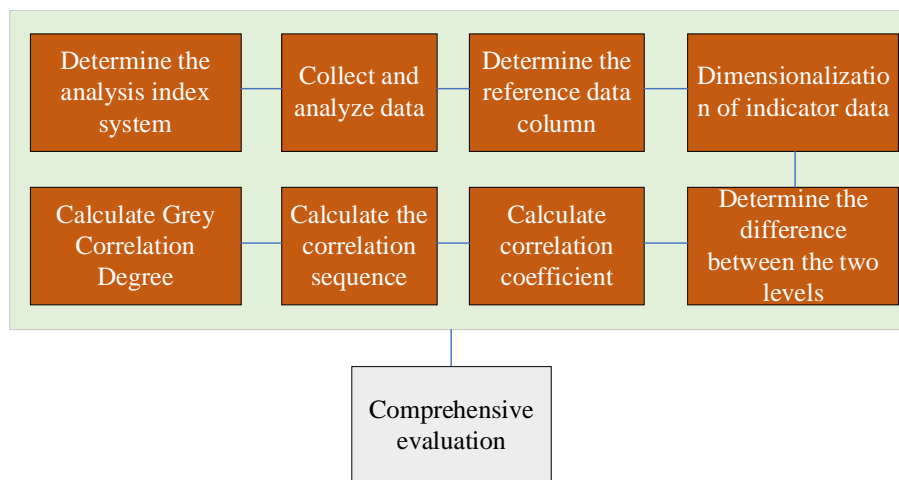 Determine the
analysis index
system
Collect and
analyze data
Determine the
reference data
column
Dimensionalizatio
n of indicator data
Calculate Grey
Correlation
Degree
Calculate the
correlation
sequence
Calculate
correlation
coefficient
Determine the
difference
between the two
levels
Comprehensive
evaluation